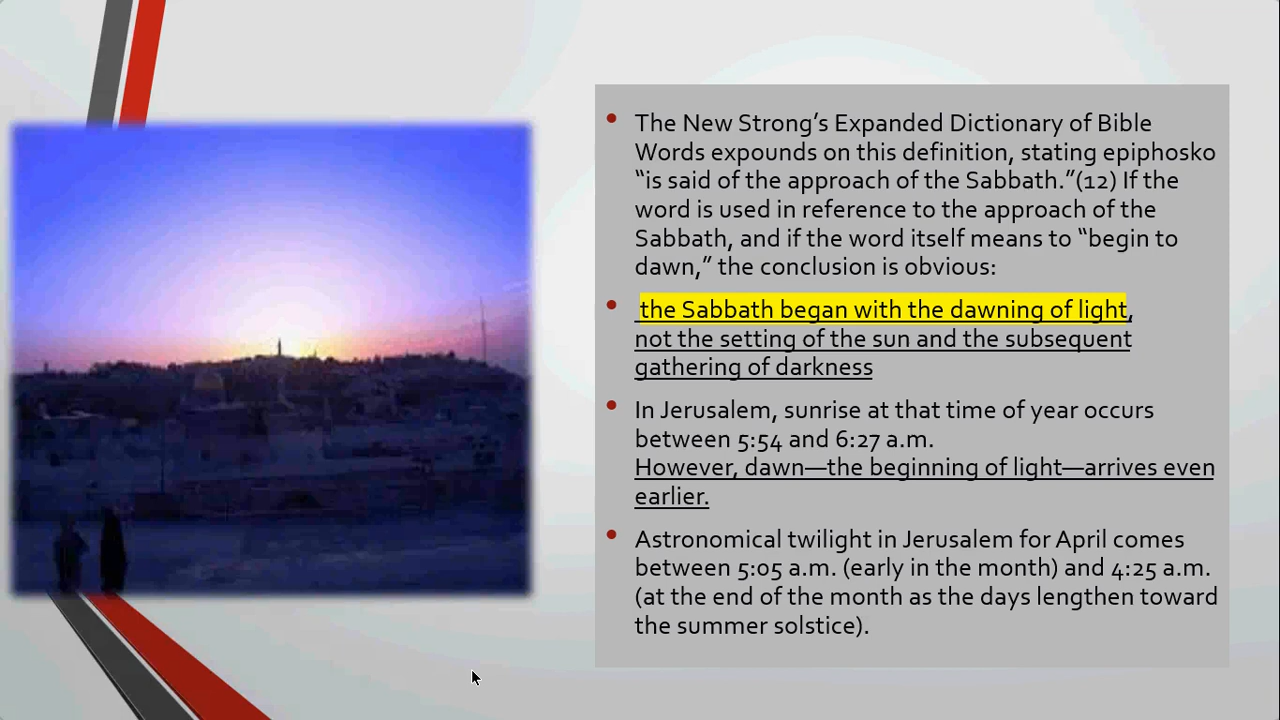 The New Strong’s Expanded Dictionary of Bible
Words expounds on this definition, stating epiphosko
“is said of the approach of the Sabbath.”(12) If the
word is used in reference to the approach of the
Sabbath, and if the word itself means to “begin to
dawn,” the conclusion is obvious:
the Sabbath began with the dawning of light,
not the setting of the sun and the subsequent
gathering of darkness
In Jerusalem, sunrise at that time of year occurs
between 5:54 and 6:27 a.m.
However, dawn—the beginning of light—arrives even
earlier.
Astronomical twilight in Jerusalem for April comes
between 5:05 a.m. (early in the month) and 4:25 a.m.
(at the end of the month as the days lengthen toward
the summer solstice).